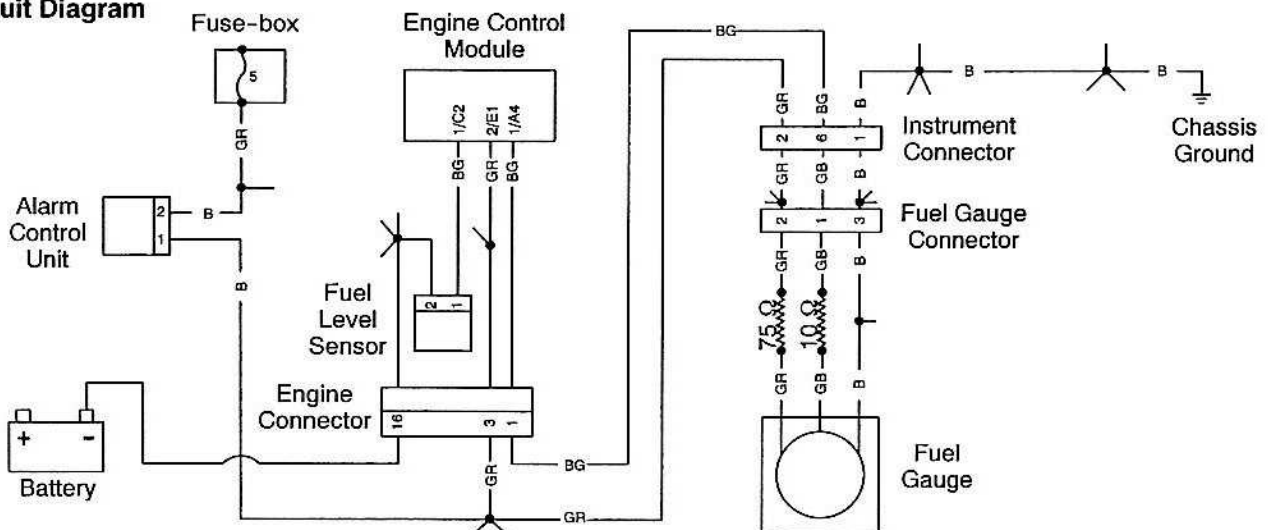 uit Diagram
Fuse-box
5
GR
Engine Control
Module
1/C2
2/E1
1/A4
BG
GR
BG
BG
GR
BG
B
B
B
2
6
1
Instrument
Connector
Chassis
Ground
GR
GB
B
2
1
3
Fuel Gauge
Connector
GR
GB
B
75 Ω
10 Ω
GR
GB
B
Fuel
Gauge
Alarm
Control
Unit
2
1
B
B
Fuel
Level
Sensor
2
1
Engine
Connector
16
3
1
GR
BG
GR
+
-
Battery